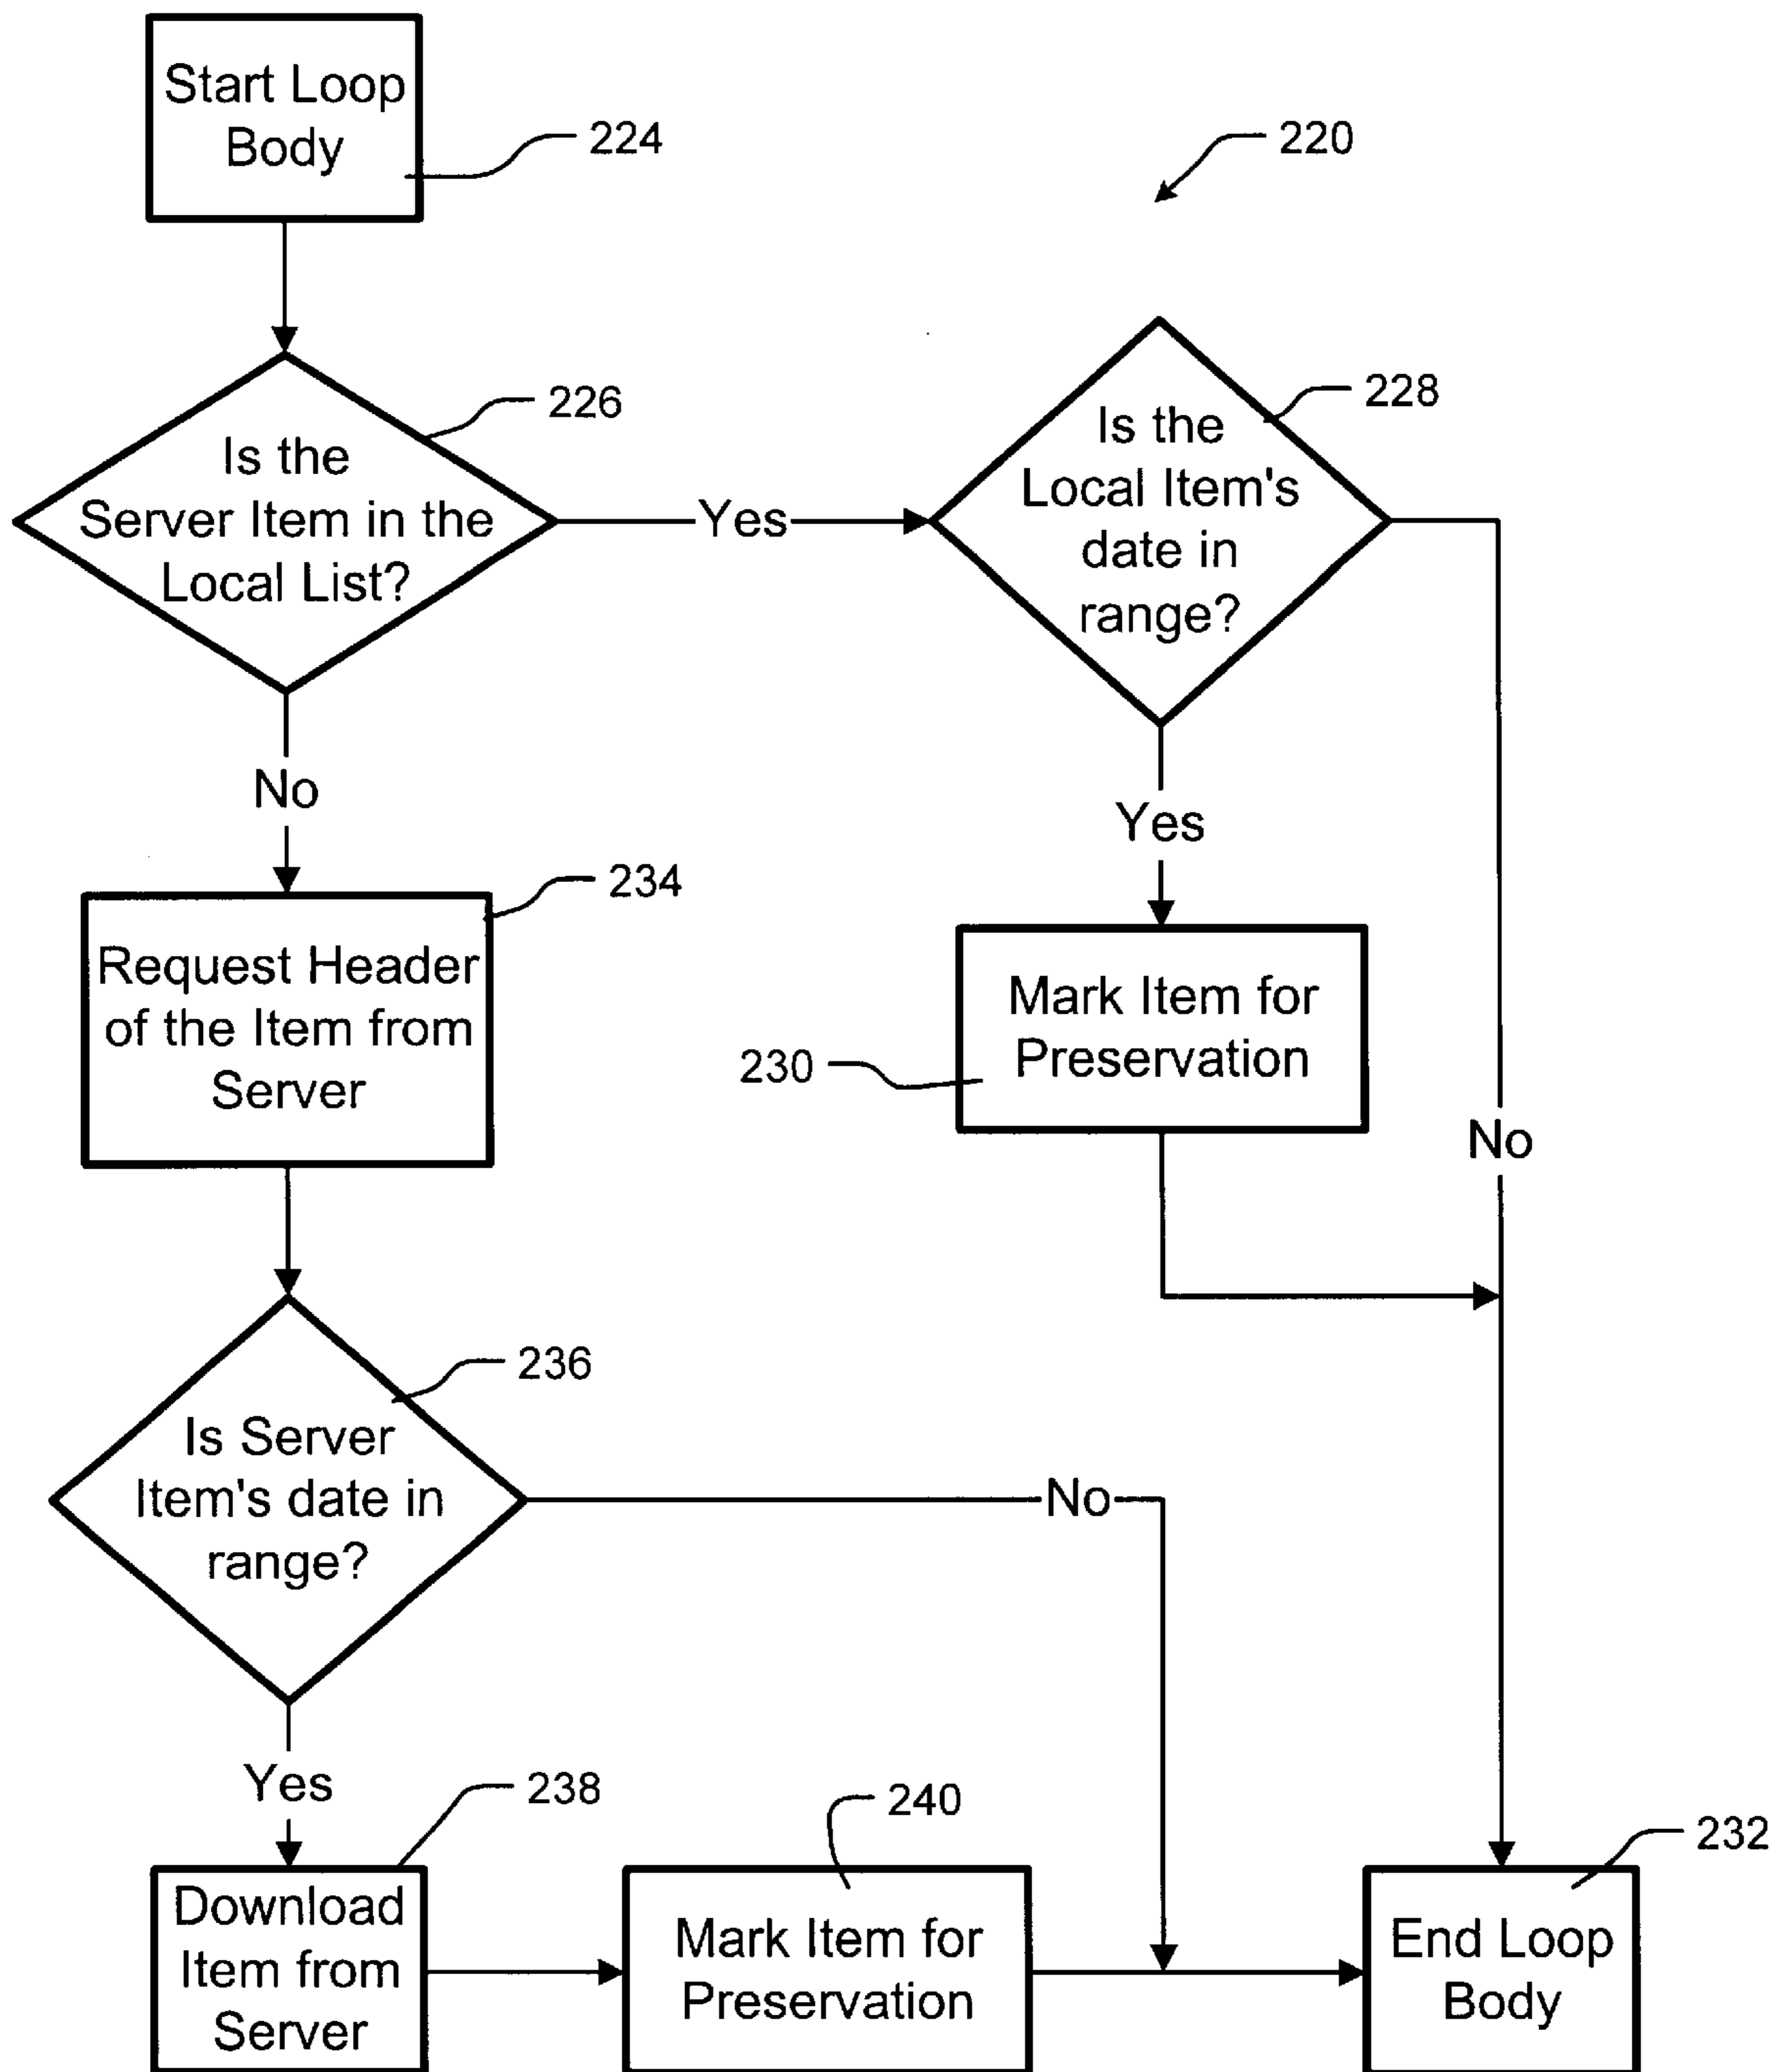 Start Loop
Body
224
220
226
Is the
Server Item in the
Local List?
Yes
228
Is the
Local Item's
date in
range?
No
Yes
234
Request Header
of the Item from
Server
230
Mark Item for
Preservation
No
236
Is Server
Item's date in
range?
No
Yes
238
Download
Item from
Server
240
Mark Item for
Preservation
232
End Loop
Body